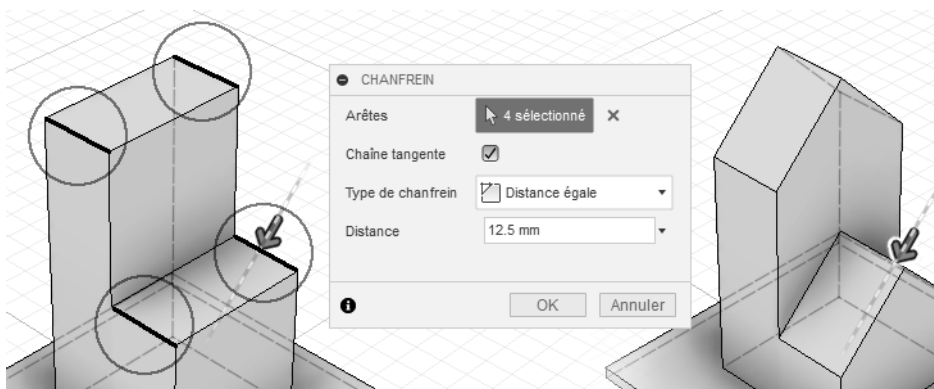 CHANFREIN
Arêtes 4 sélectionné
Chaîne tangente
Type de chanfrein Distance égale
Distance 12.5 mm
OK Annuler